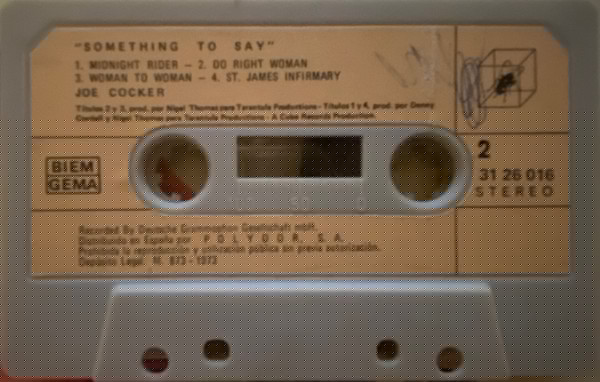 "SOMETHING TO SAY"
1. MIDNIGHT RIDER - 2. DO RIGHT WOMAN
3. WOMAN TO WOMAN - 4. ST. JAMES INFIRMARY
JOE COCKER
Títulos 2 y 3, prod. por Nigel Thomas para Tarantula Productions - Títulos 1 y 4, prod. por Denny
Cordell y Nigel Thomas para Tarantula Productions - A Cube Records Production.
BIEM
GEMA
2
31 26 016
STEREO
100 50 0
Recorded By Deutsche Grammophon Gesellschaft mbH.
Distribuido en España por POLYDOR, S. A.
Prohibida la reproducción y utilización pública sin previa autorización.
Depósito Legal. M. 873 - 1973